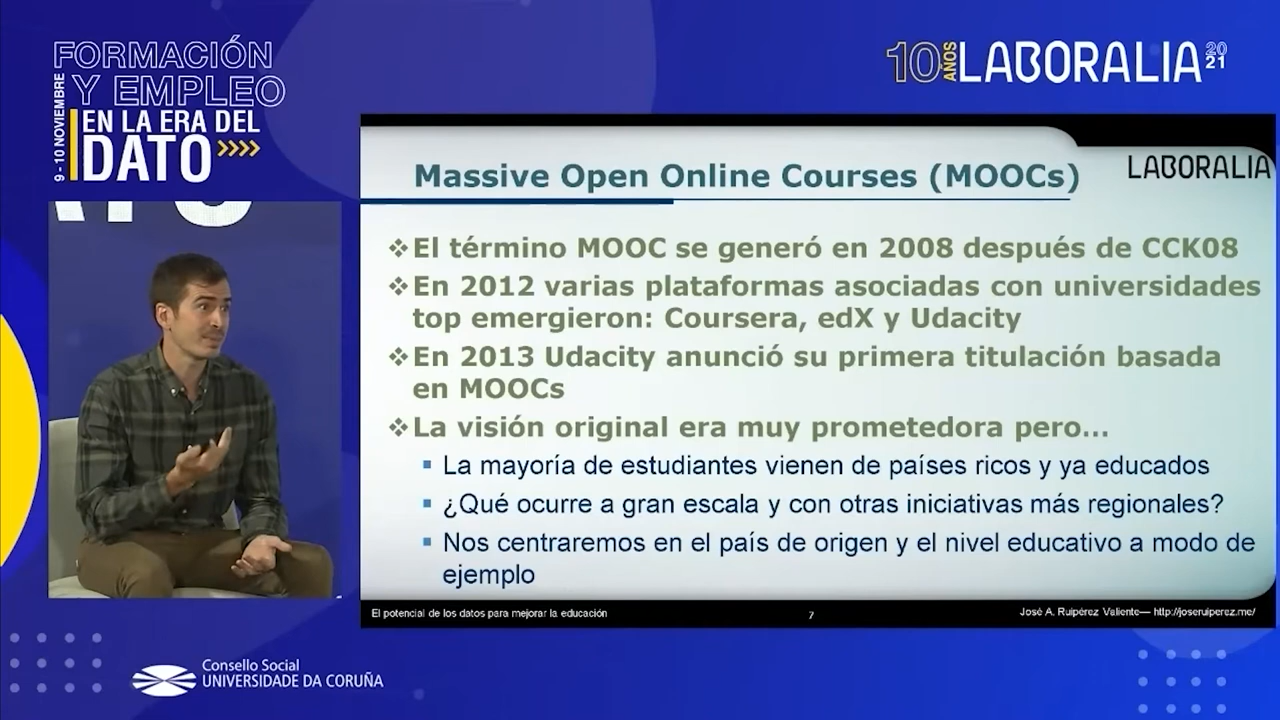 FORMACIÓN
Y EMPLEO
EN LA ERA DEL
DATO
9 - 10 NOVIEMBRE
10 AÑOS LABORALIA 2021
LABORALIA
Massive Open Online Courses (MOOCs)
El término MOOC se generó en 2008 después de CCK08
En 2012 varias plataformas asociadas con universidades
top emergieron: Coursera, edX y Udacity
En 2013 Udacity anunció su primera titulación basada
en MOOCs
La visión original era muy prometedora pero...
La mayoría de estudiantes vienen de países ricos y ya educados
¿Qué ocurre a gran escala y con otras iniciativas más regionales?
Nos centraremos en el país de origen y el nivel educativo a modo de
ejemplo
El potencial de los datos para mejorar la educación
7
José A. Ruipérez Valiente— http://joseruiperez.me/
Consello Social
UNIVERSIDADE DA CORUÑA